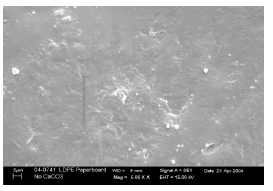 2µm 04-0741 LDPE Paperboard WD = 8 mm Signal A = SE1 Date :21 Apr 2004
No CaCO3 Mag = 5.00 K X EHT = 15.00 kV